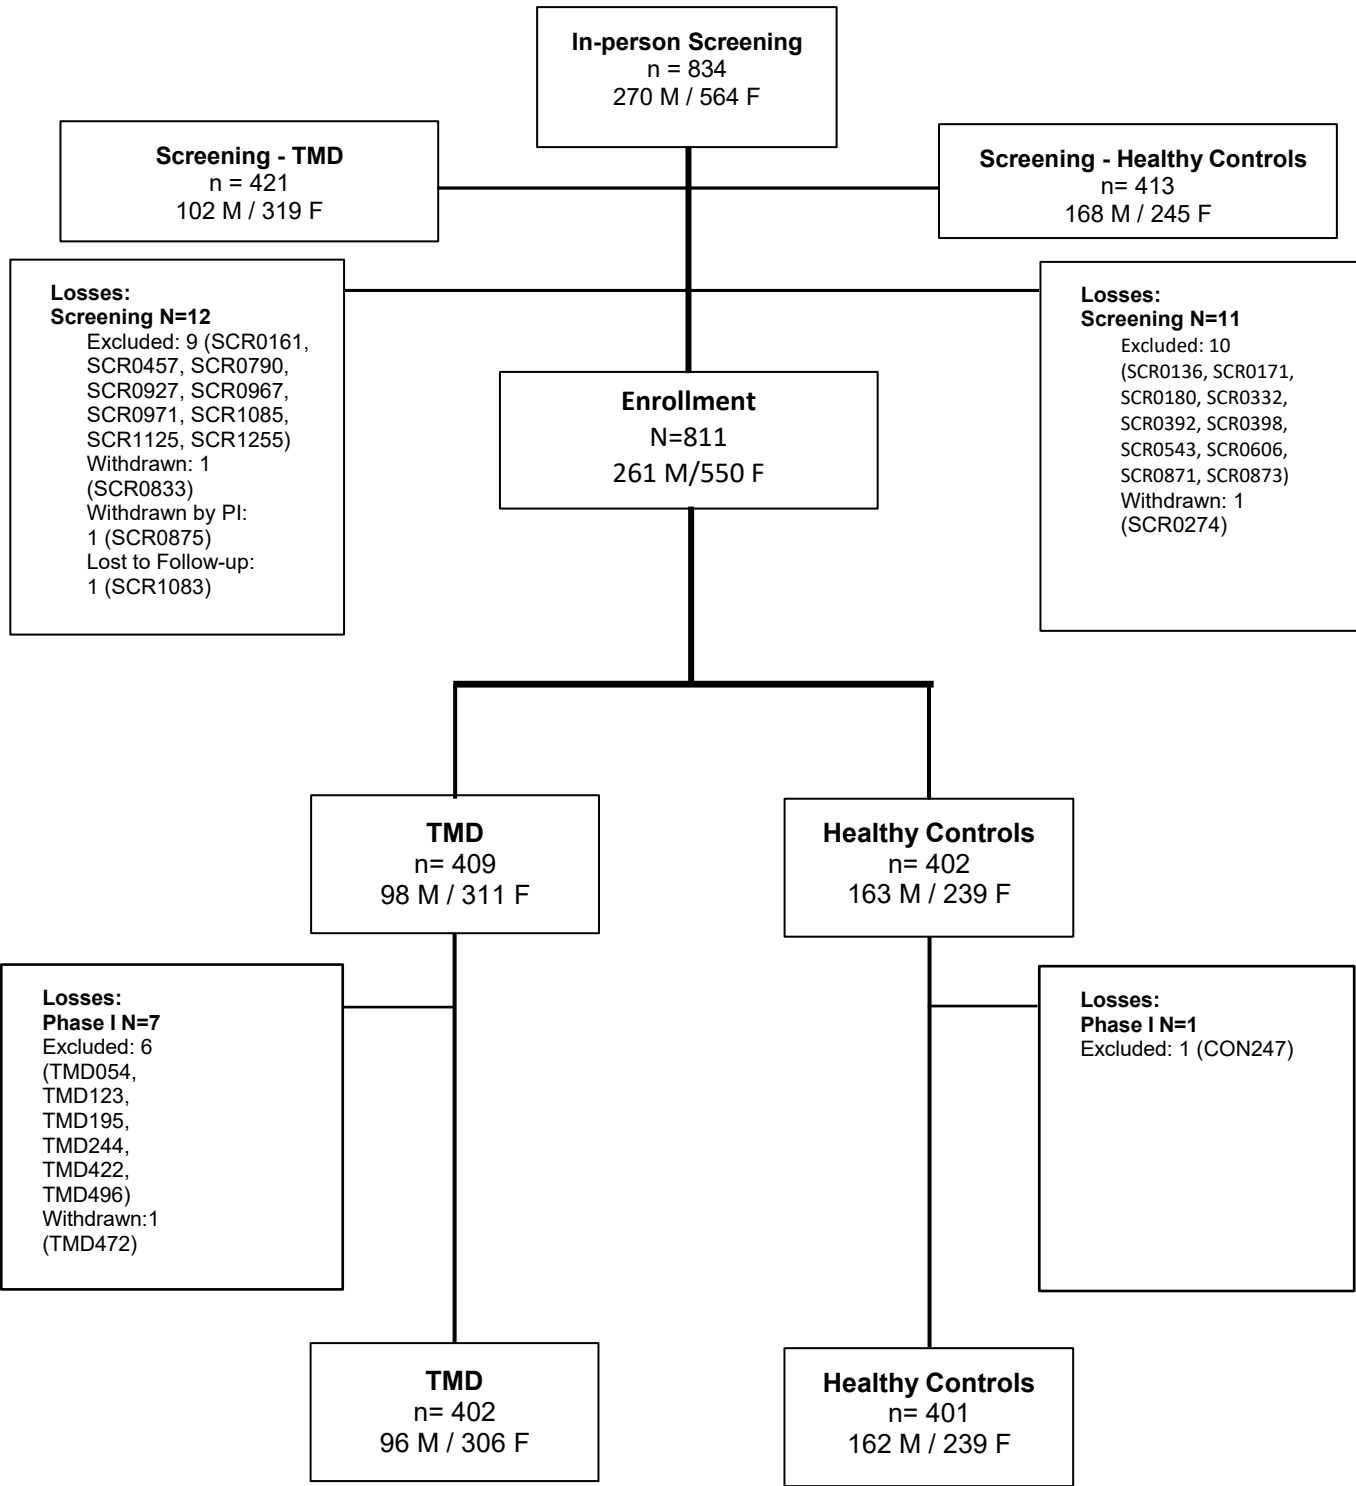 In-person Screening
n = 834
270 M / 564 F
Screening - TMD
n = 421
102 M / 319 F
Screening - Healthy Controls
n= 413
168 M / 245 F
Losses:
Screening N=12
Excluded: 9 (SCR0161,
SCR0457, SCR0790,
SCR0927, SCR0967,
SCR0971, SCR1085,
SCR1125, SCR1255)
Withdrawn: 1
(SCR0833)
Withdrawn by PI:
1 (SCR0875)
Lost to Follow-up:
1 (SCR1083)
Losses:
Screening N=11
Excluded: 10
(SCR0136, SCR0171,
SCR0180, SCR0332,
SCR0392, SCR0398,
SCR0543, SCR0606,
SCR0871, SCR0873)
Withdrawn: 1
(SCR0274)
Enrollment
N=811
261 M/550 F
TMD
n= 409
98 M / 311 F
Healthy Controls
n= 402
163 M / 239 F
Losses:
Phase I N=7
Excluded: 6
(TMD054,
TMD123,
TMD195,
TMD244,
TMD422,
TMD496)
Withdrawn:1
(TMD472)
Losses:
Phase I N=1
Excluded: 1 (CON247)
TMD
n= 402
96 M / 306 F
Healthy Controls
n= 401
162 M / 239 F